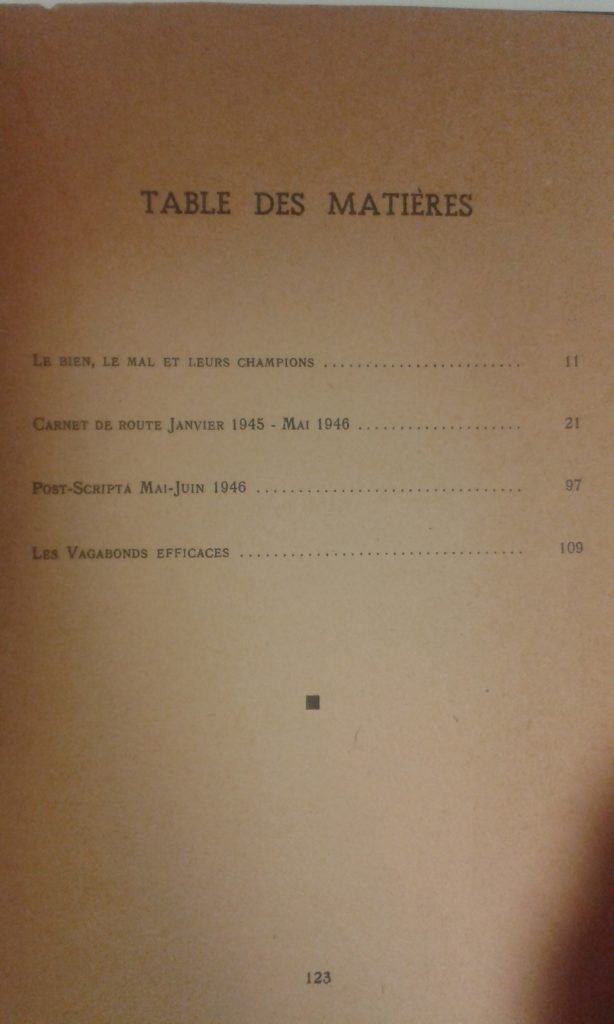 TABLE DES MATIÈRES
Le bien, le mal et leurs champions ........................ 11
Carnet de route Janvier 1945 - Mai 1946 .................... 21
Post-Scripta Mai-Juin 1946 ................................ 97
Les Vagabonds efficaces .................................. 109
123